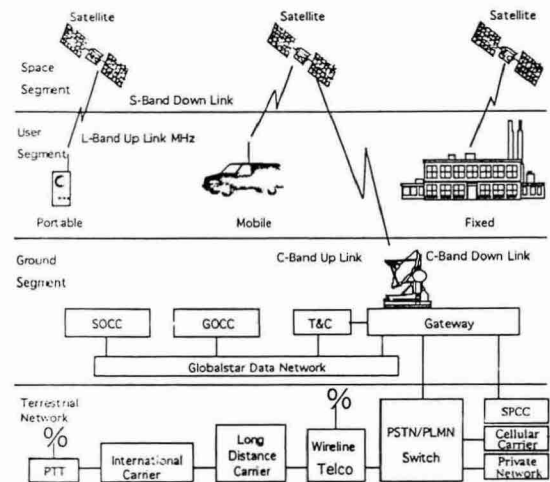 Satellite
Satellite
Satellite
Space
Segment
S-Band Down Link
User
Segment
L-Band Up Link MHz
C
Portable
Mobile
Fixed
Ground
Segment
C-Band Up Link
C-Band Down Link
SOCC
GOCC
T&C
Gateway
Globalstar Data Network
Terrestrial
Network
%
%
PTT
International
Carrier
Long
Distance
Carrier
Wireline
Telco
PSTN/PLMN
Switch
SPCC
Cellular
Carrier
Private
Network